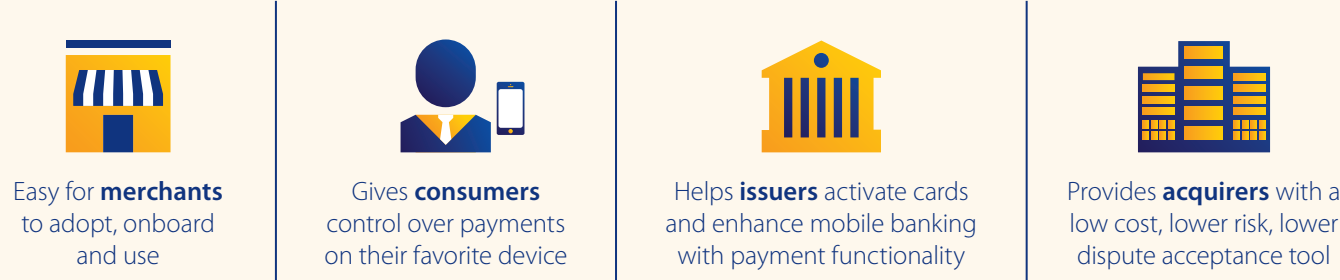 Easy for merchants
to adopt, onboard
and use
Gives consumers
control over payments
on their favorite device
Helps issuers activate cards
and enhance mobile banking
with payment functionality
Provides acquirers with a
low cost, lower risk, lower
dispute acceptance tool